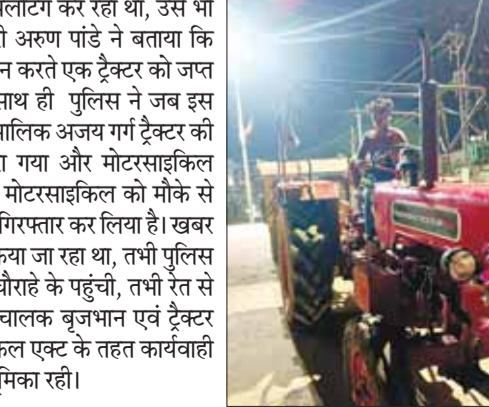 पलोटिंग कर रहा था, उसे भी
अरुण पांडे ने बताया कि
करते एक ट्रैक्टर को जप्त
साथ ही पुलिस ने जब इस
मालिक अजय गर्ग ट्रैक्टर की
गया और मोटरसाइकिल
मोटरसाइकिल को मौके से
गिरफ्तार कर लिया है। खबर
किया जा रहा था, तभी पुलिस
चौराहे के पहुंची, तभी रेत से
चालक बृजभान एवं ट्रैक्टर
एक्ट के तहत कार्यवाही
रही।